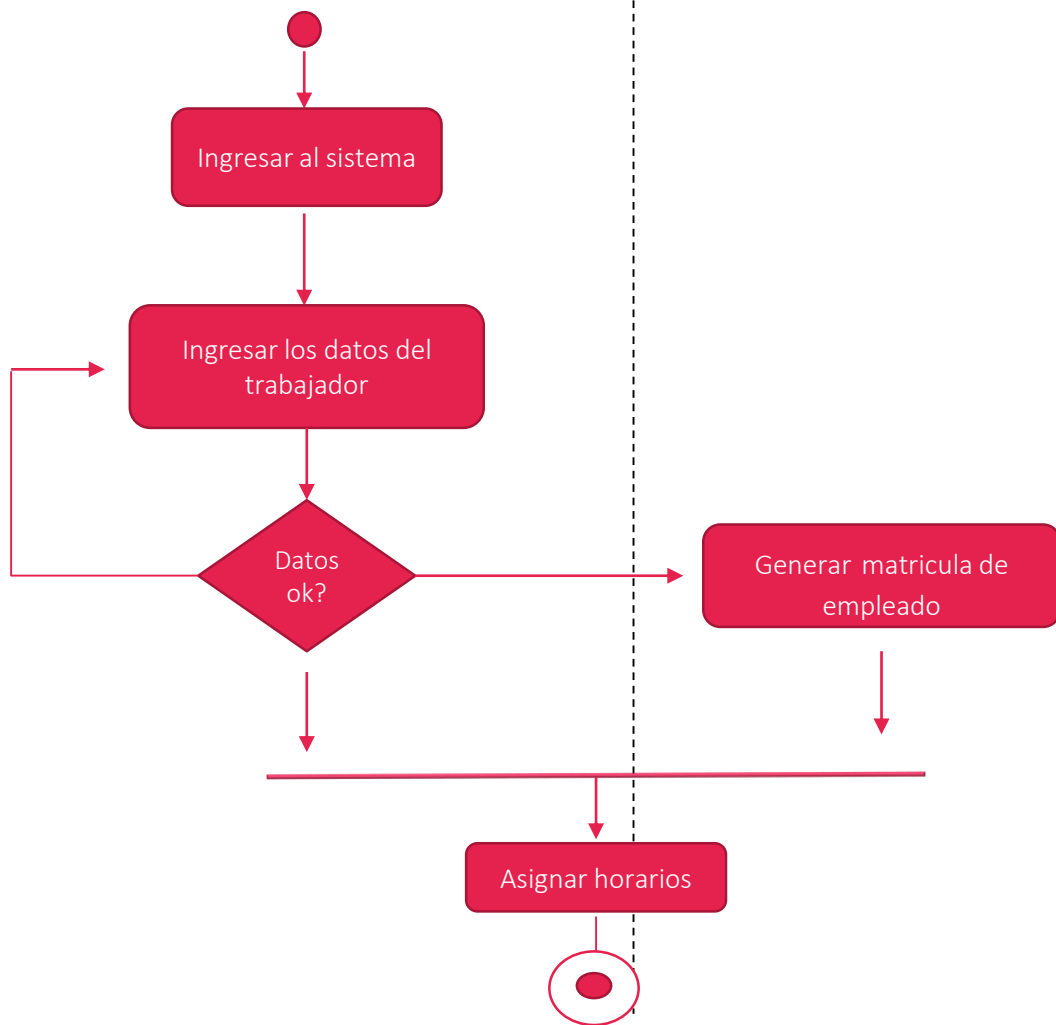 Ingresar al sistema
Ingresar los datos del
trabajador
Datos
ok?
Generar matricula de
empleado
Asignar horarios